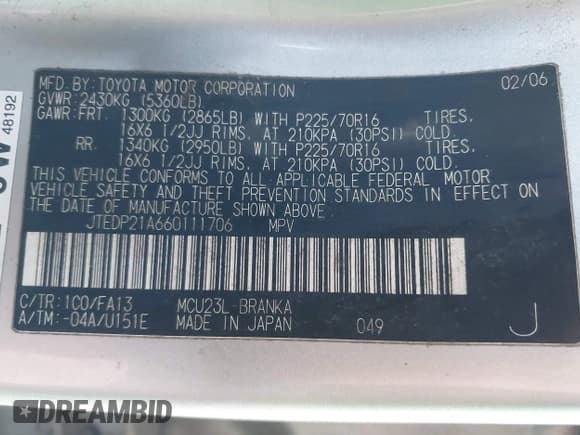 MFD. BY: TOYOTA MOTOR CORPORATION 02/06
GVWR: 2430KG (5360LB)
GAWR: FRT. 1300KG (2865LB) WITH P225/70R16 TIRES.
16X6 1/2JJ RIMS. AT 210KPA (30PSI) COLD.
RR. 1340KG (2950LB) WITH P225/70R16 TIRES.
16X6 1/2JJ RIMS. AT 210KPA (30PSI) COLD.
THIS VEHICLE CONFORMS TO ALL APPLICABLE FEDERAL MOTOR
VEHICLE SAFETY AND THEFT PREVENTION STANDARDS IN EFFECT ON
THE DATE OF MANUFACTURE SHOWN ABOVE.
JTEDP21A660111706 MPV
C/TR: 1C0/FA13 MCU23L-BRANKA
A/TM: -04A/U151E MADE IN JAPAN 049 J
48192
DREAMBID